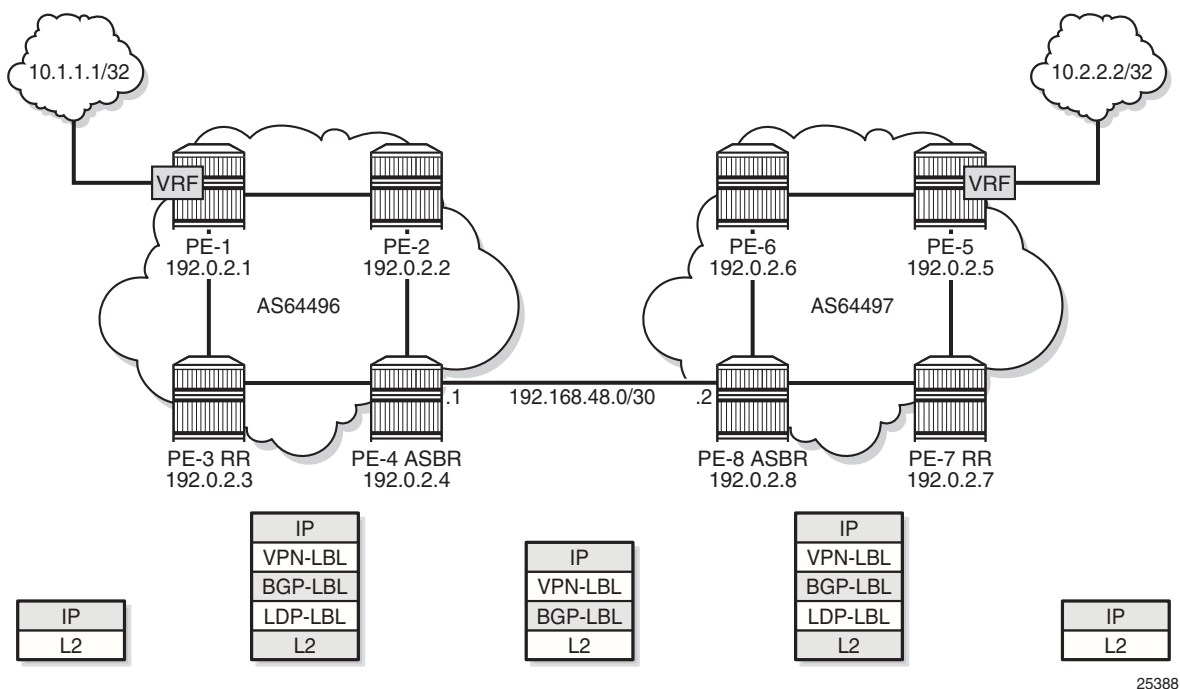 10.1.1.1/32
10.2.2.2/32
VRF
VRF
PE-1
192.0.2.1
PE-2
192.0.2.2
PE-6
192.0.2.6
PE-5
192.0.2.5
AS64496
AS64497
.1
192.168.48.0/30
.2
PE-3 RR
192.0.2.3
PE-4 ASBR
192.0.2.4
PE-8 ASBR
192.0.2.8
PE-7 RR
192.0.2.7
IP
L2
IP
VPN-LBL
BGP-LBL
LDP-LBL
L2
IP
VPN-LBL
BGP-LBL
L2
IP
VPN-LBL
BGP-LBL
LDP-LBL
L2
IP
L2
25388